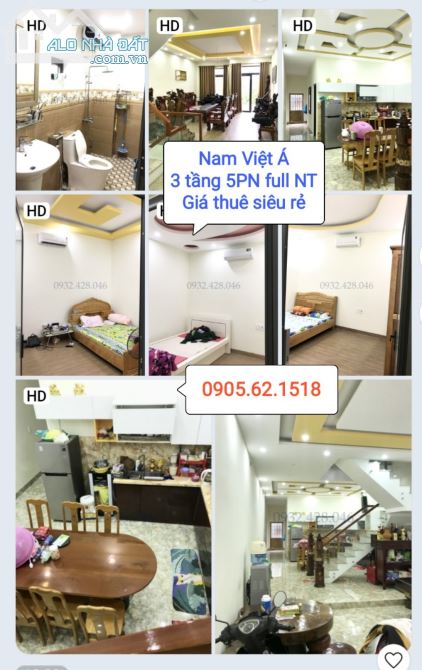 HD
HD
HD
ALO NHÀ ĐẤT
.com.vn
Nam Việt Á
3 tầng 5PN full NT
Giá thuê siêu rẻ
HD
0932.428.046
0932.428.046
0932.428.046
HD
0905.62.1518
0932.428.046